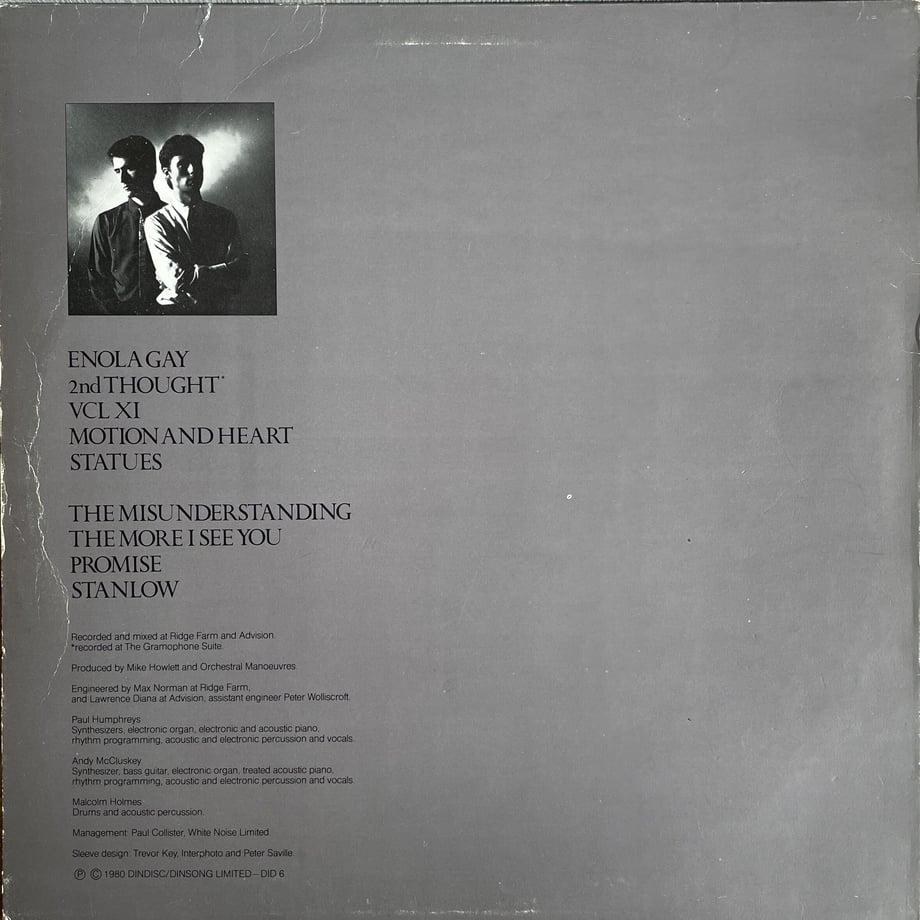 ENOLA GAY
2nd THOUGHT*
VCL XI
MOTION AND HEART
STATUES
THE MISUNDERSTANDING
THE MORE I SEE YOU
PROMISE
STANLOW
Recorded and mixed at Ridge Farm and Advision.
*recorded at The Gramophone Suite.
Produced by Mike Howlett and Orchestral Manoeuvres.
Engineered by Max Norman at Ridge Farm,
and Lawrence Diana at Advision, assistant engineer Peter Wolliscroft.
Paul Humphreys
Synthesizers, electronic organ, electronic and acoustic piano,
rhythm programming, acoustic and electronic percussion and vocals.
Andy McCluskey
Synthesizer, bass guitar, electronic organ, treated acoustic piano,
rhythm programming, acoustic and electronic percussion and vocals.
Malcolm Holmes
Drums and acoustic percussion.
Management: Paul Collister, White Noise Limited
Sleeve design: Trevor Key, Interphoto and Peter Saville.
℗ © 1980 DINDISC/DINSONG LIMITED – DID 6